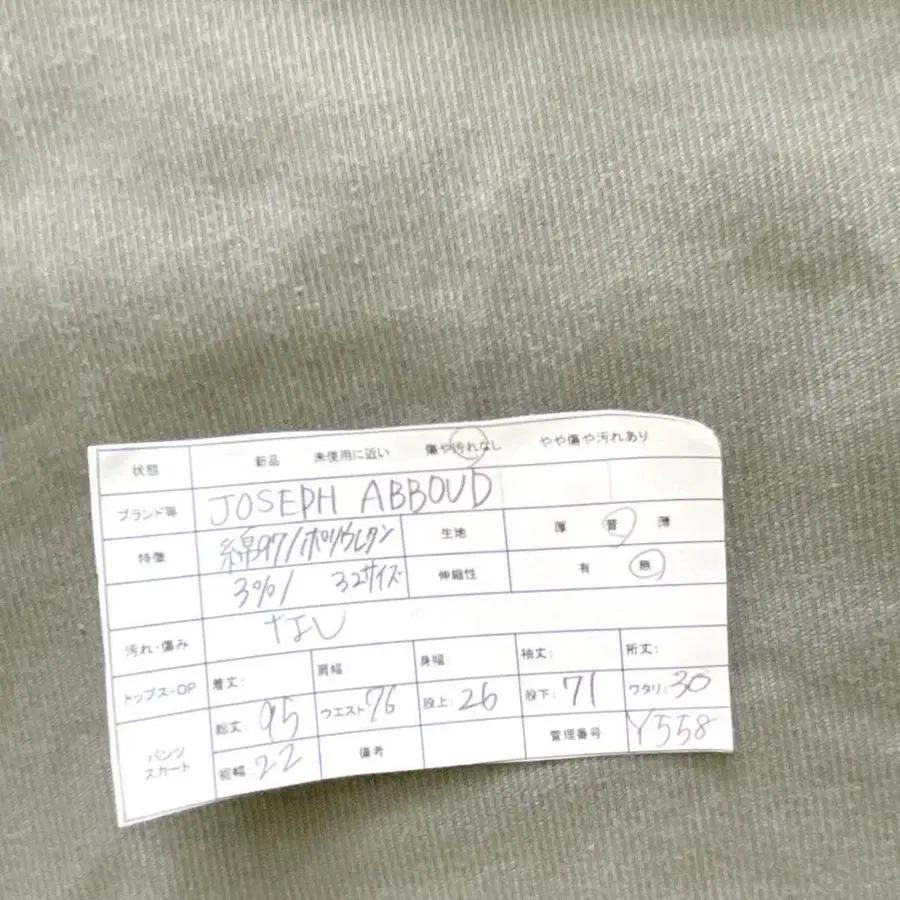 状態 新品 未使用に近い 傷や汚れなし やや傷や汚れあり
ブランド等 JOSEPH ABBOUD
特徴 綿97/ポリウレタン 生地 厚 普 薄
3%/ 32サイズ 伸縮性 有 無
汚れ・傷み なし
トップス・OP 着丈: 肩幅 身幅 袖丈: 裄丈:
パンツ スカート 総丈: 95 ウエスト 76 股上: 26 股下: 71 ワタリ: 30
裾幅 22 備考 管理番号 Y558